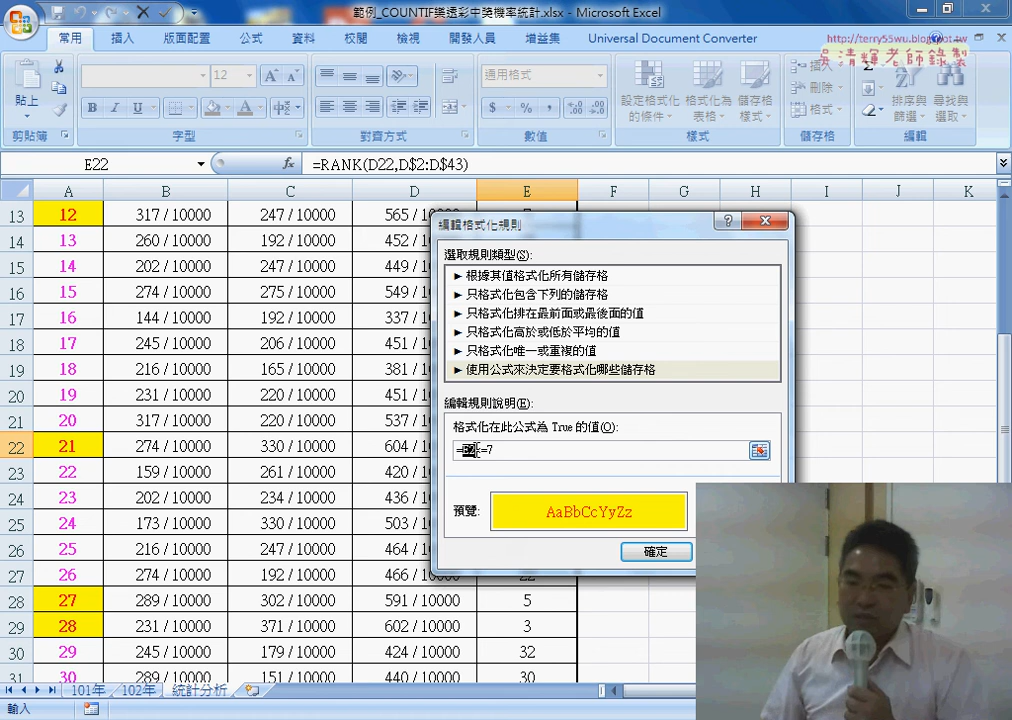 範例_COUNTIF樂透彩中獎機率統計.xlsx - Microsoft Excel
常用 插入 版面配置 公式 資料 校閱 檢視 開發人員 增益集 Universal Document Converter
http://terry55wu.blogspot.tw
吳清輝老師錄製
貼上
12
通用格式
設定格式化的條件 格式化為表格 儲存格樣式
插入
刪除
格式
排序與篩選 尋找與選取
剪貼簿 字型 對齊方式 數值 樣式 儲存格 編輯
E22 fx =RANK(D22,D$2:D$43)
A B C D E F G H I J K
13 12 317 / 10000 247 / 10000 565 /
14 13 260 / 10000 192 / 10000 452 /
15 14 202 / 10000 247 / 10000 449 /
16 15 274 / 10000 275 / 10000 549 /
17 16 144 / 10000 192 / 10000 337 /
18 17 245 / 10000 206 / 10000 451 /
19 18 216 / 10000 165 / 10000 381 /
20 19 231 / 10000 220 / 10000 451 /
21 20 317 / 10000 220 / 10000 537 /
22 21 274 / 10000 330 / 10000 604 /
23 22 159 / 10000 261 / 10000 420 /
24 23 202 / 10000 234 / 10000 436 /
25 24 173 / 10000 330 / 10000 503 /
26 25 216 / 10000 247 / 10000 464 /
27 26 274 / 10000 192 / 10000 466 / 10000 22
28 27 289 / 10000 302 / 10000 591 / 10000 5
29 28 231 / 10000 371 / 10000 602 / 10000 3
30 29 245 / 10000 179 / 10000 424 / 10000 32
31 30 289 / 10000 151 / 10000 440 / 10000 30
編輯格式化規則
選取規則類型(S):
► 根據其值格式化所有儲存格
► 只格式化包含下列的儲存格
► 只格式化排在最前面或最後面的值
► 只格式化高於或低於平均的值
► 只格式化唯一或重複的值
► 使用公式來決定要格式化哪些儲存格
編輯規則說明(E):
格式化在此公式為 True 的值(O):
=E2<=7
預覽: AaBbCcYyZz
確定
101年 102年 統計分析
輸入